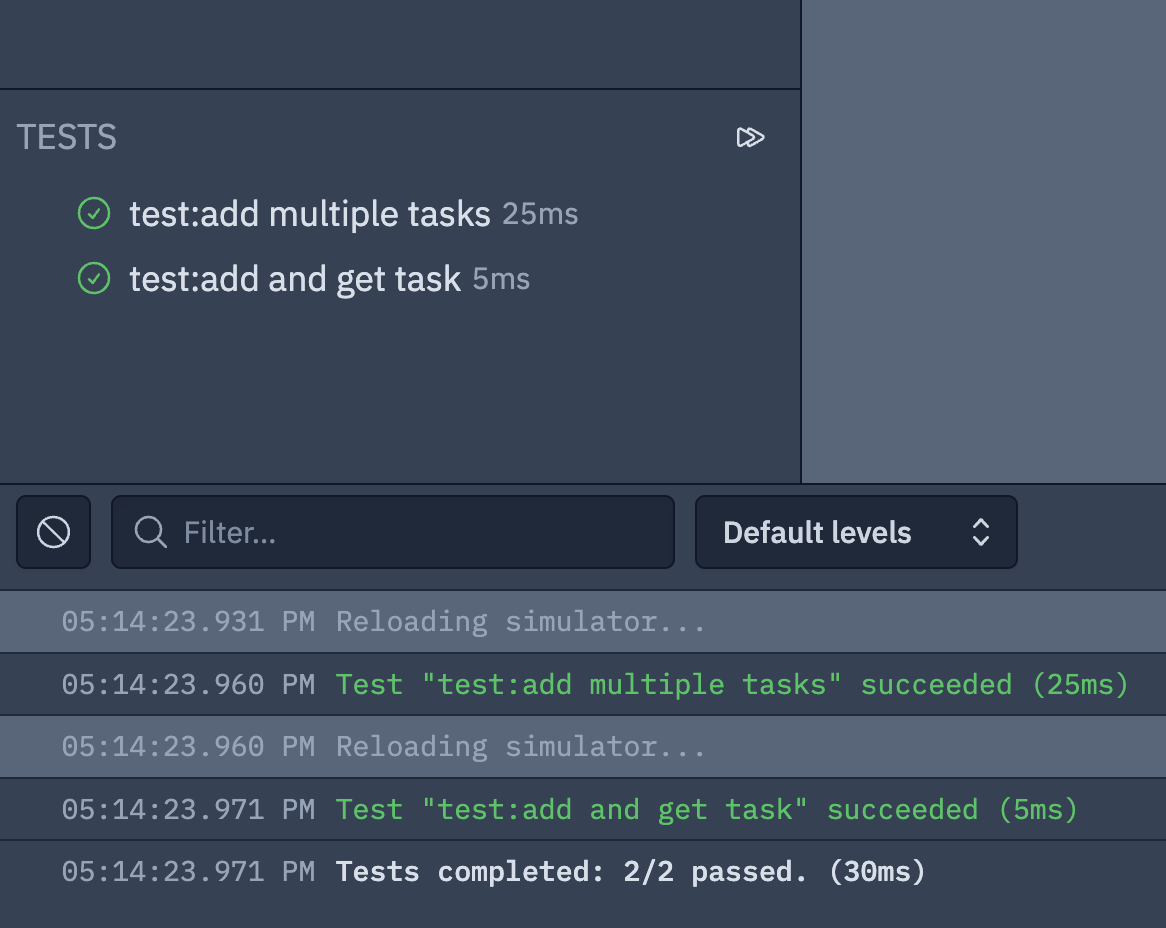 TESTS
test:add multiple tasks 25ms
test:add and get task 5ms
Filter...
Default levels
05:14:23.931 PM Reloading simulator...
05:14:23.960 PM Test "test:add multiple tasks" succeeded (25ms)
05:14:23.960 PM Reloading simulator...
05:14:23.971 PM Test "test:add and get task" succeeded (5ms)
05:14:23.971 PM Tests completed: 2/2 passed. (30ms)